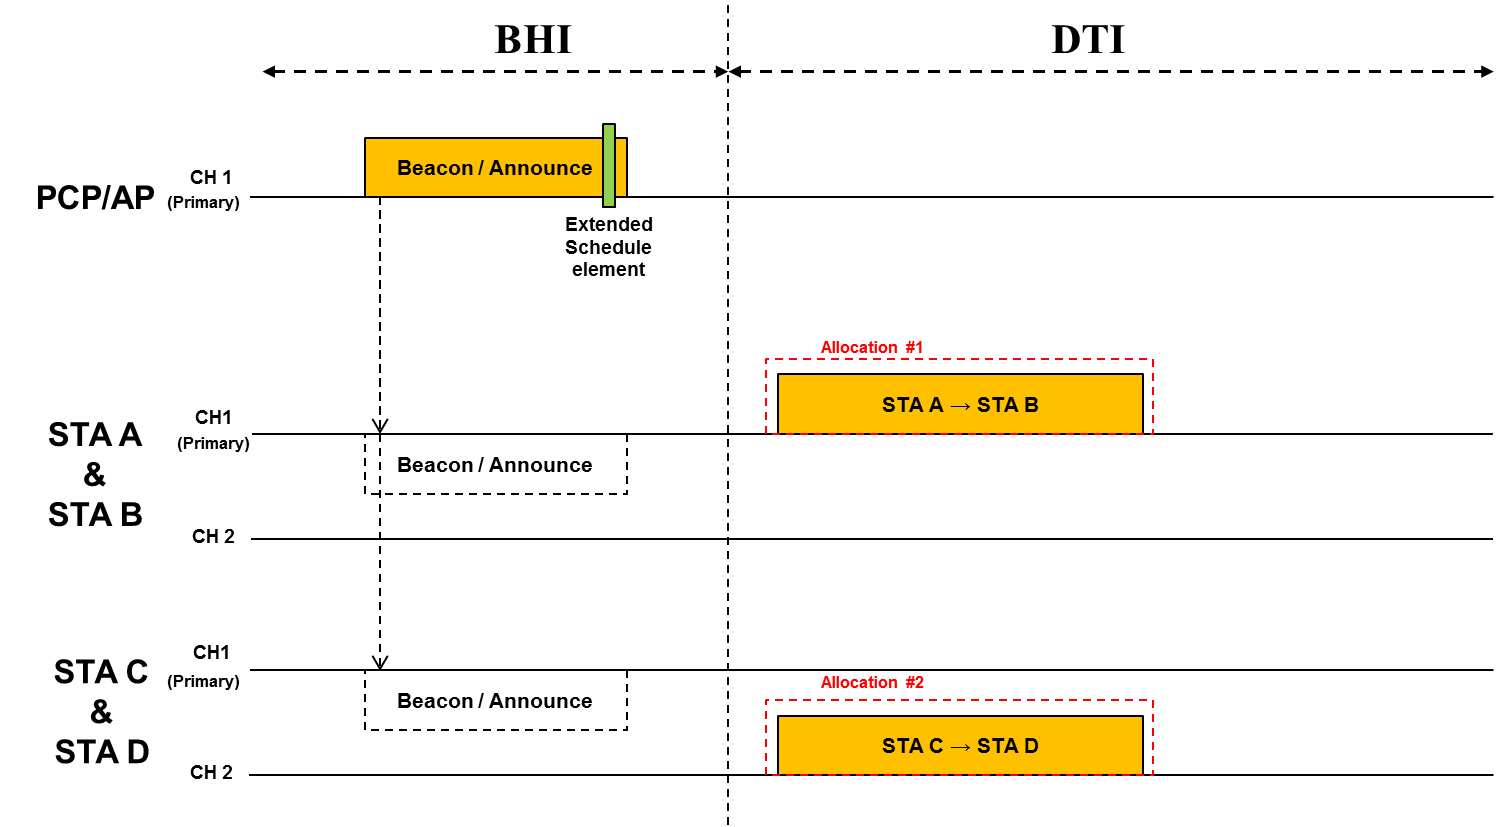 BHI
DTI
PCP/AP
CH 1
(Primary)
Beacon / Announce
Extended
Schedule
element
STA A
&
STA B
CH1
(Primary)
Beacon / Announce
Allocation #1
STA A → STA B
CH 2
STA C
&
STA D
CH1
(Primary)
Beacon / Announce
Allocation #2
STA C → STA D
CH 2